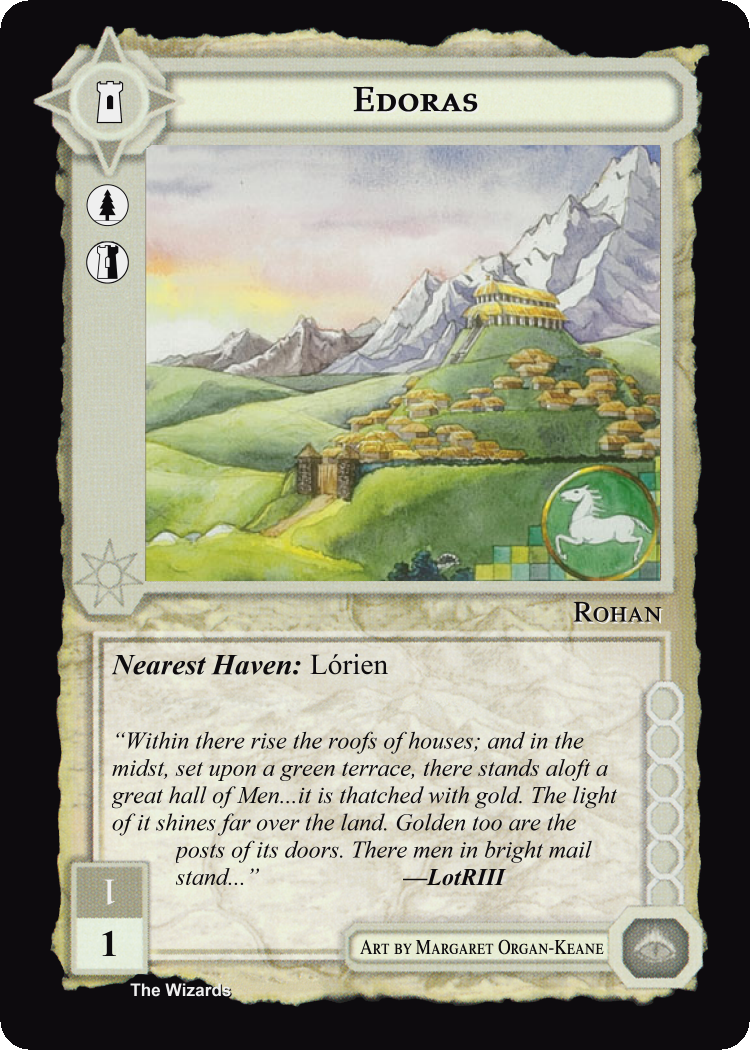 Edoras
Rohan
Nearest Haven: Lórien
“Within there rise the roofs of houses; and in the
midst, set upon a green terrace, there stands aloft a
great hall of Men...it is thatched with gold. The light
of it shines far over the land. Golden too are the
posts of its doors. There men in bright mail
stand...” —LotRIII
1
1
Art by Margaret Organ-Keane
The Wizards